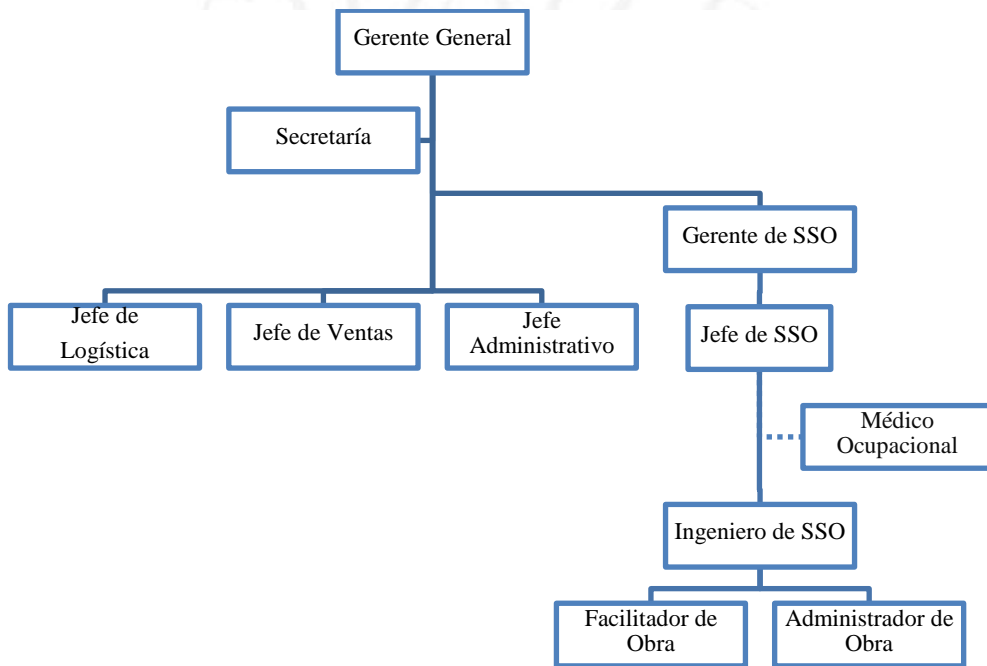 Gerente General
Secretaría
Gerente de SSO
Jefe de
Logística
Jefe de Ventas
Jefe
Administrativo
Jefe de SSO
Médico
Ocupacional
Ingeniero de SSO
Facilitador de
Obra
Administrador de
Obra